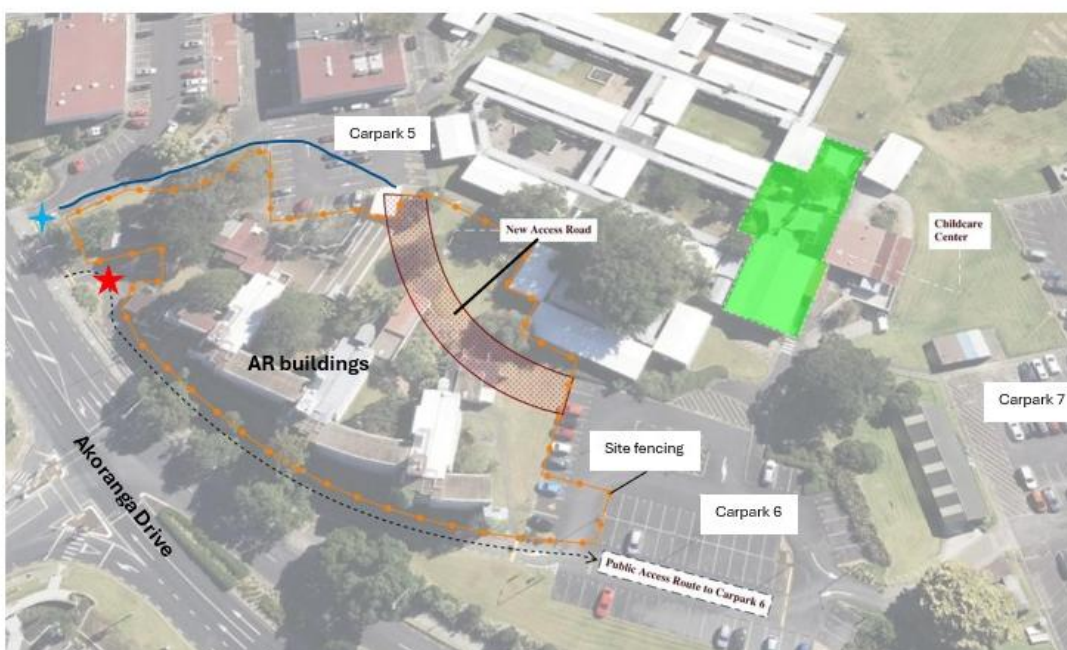 Carpark 5
New Access Road
Childcare
Center
AR buildings
Carpark 7
Site fencing
Carpark 6
Akoranga Drive
Public Access Route to Carpark 6